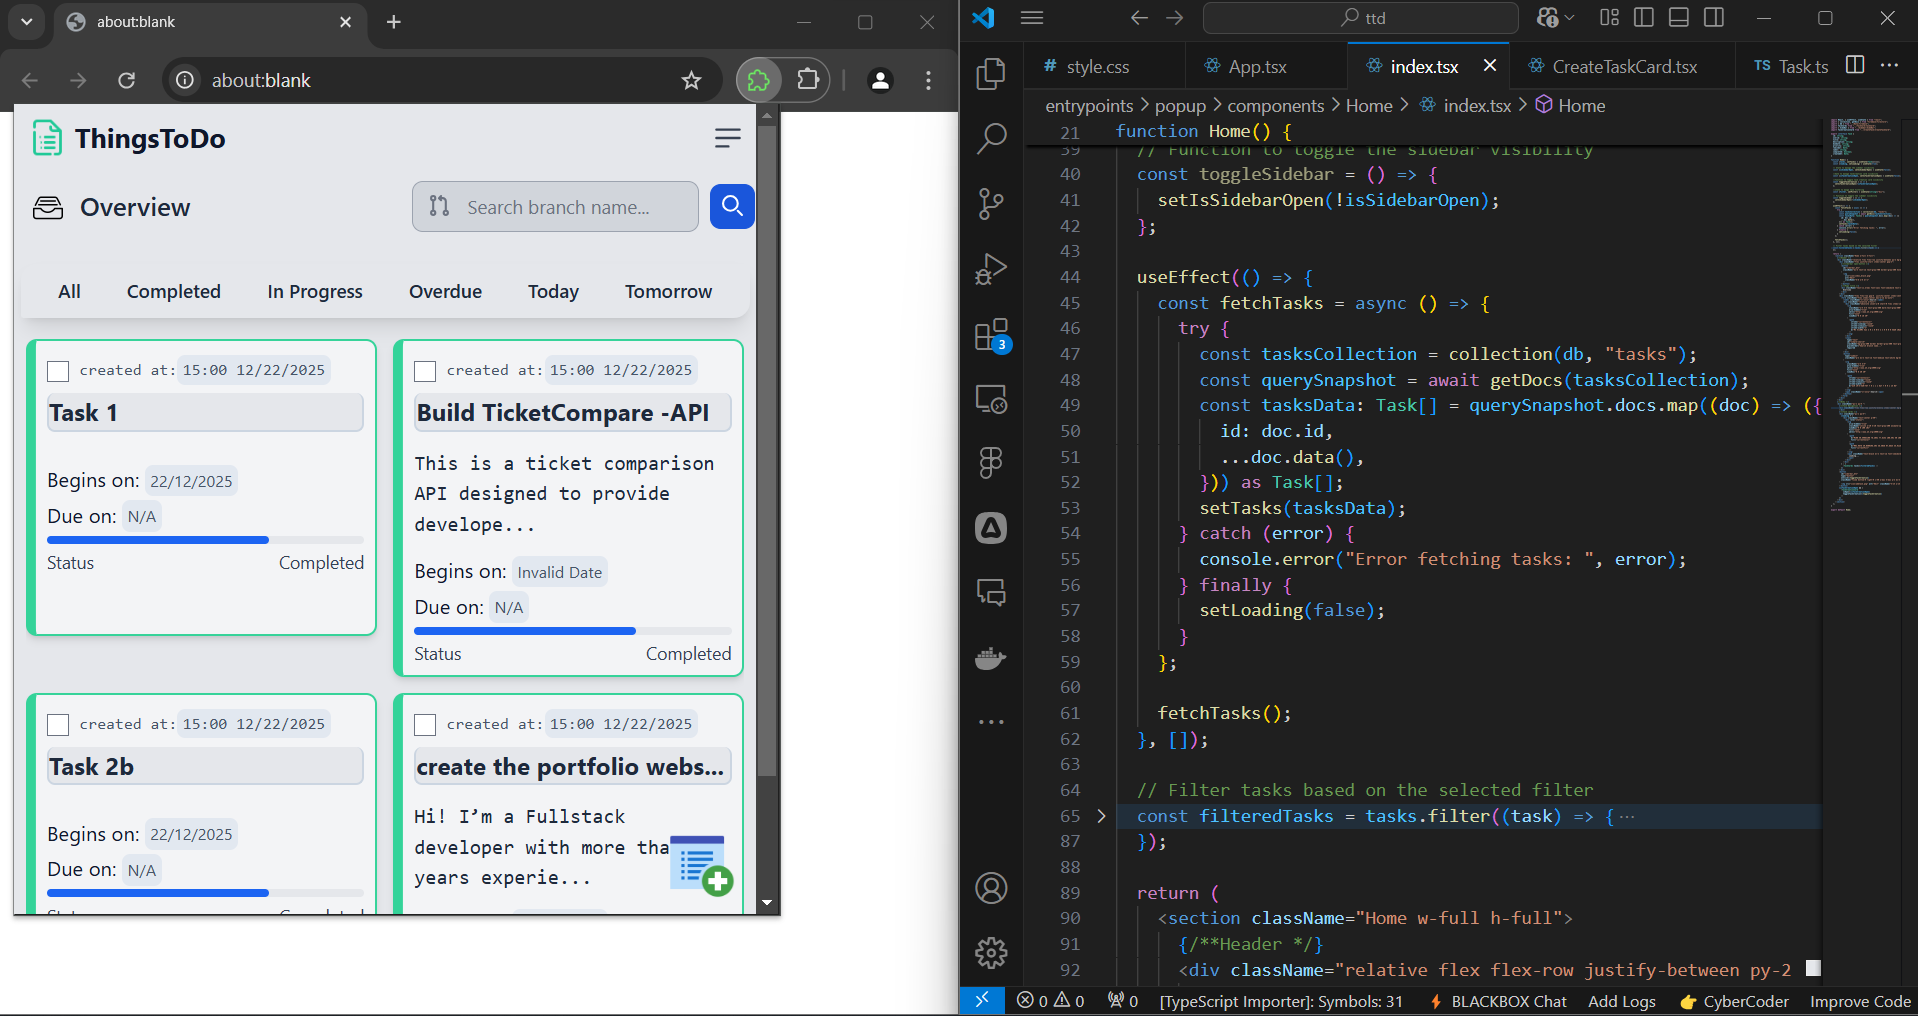 about:blank
about:blank
ThingsToDo
Overview
Search branch name...
All Completed In Progress Overdue Today Tomorrow
created at: 15:00 12/22/2025
Task 1
Begins on: 22/12/2025
Due on: N/A
Status Completed
created at: 15:00 12/22/2025
Build TicketCompare -API
This is a ticket comparison
API designed to provide
develope...
Begins on: Invalid Date
Due on: N/A
Status Completed
created at: 15:00 12/22/2025
Task 2b
Begins on: 22/12/2025
Due on: N/A
created at: 15:00 12/22/2025
create the portfolio webs...
Hi! I’m a Fullstack
developer with more tha
years experie...
ttd
# style.css App.tsx index.tsx CreateTaskCard.tsx TS Task.ts
entrypoints > popup > components > Home > index.tsx > Home
21 function Home() {
39 // Function to toggle the sidebar visibility
40 const toggleSidebar = () => {
41 setIsSidebarOpen(!isSidebarOpen);
42 };
43
44 useEffect(() => {
45 const fetchTasks = async () => {
46 try {
47 const tasksCollection = collection(db, "tasks");
48 const querySnapshot = await getDocs(tasksCollection);
49 const tasksData: Task[] = querySnapshot.docs.map((doc) => ({
50 id: doc.id,
51 ...doc.data(),
52 })) as Task[];
53 setTasks(tasksData);
54 } catch (error) {
55 console.error("Error fetching tasks: ", error);
56 } finally {
57 setLoading(false);
58 }
59 };
60
61 fetchTasks();
62 }, []);
63
64 // Filter tasks based on the selected filter
65 const filteredTasks = tasks.filter((task) => { ...
87 });
88
89 return (
90 <section className="Home w-full h-full">
91 {/**Header */}
92 <div className="relative flex flex-row justify-between py-2
3
0 0 0 [TypeScript Importer]: Symbols: 31 BLACKBOX Chat Add Logs CyberCoder Improve Code